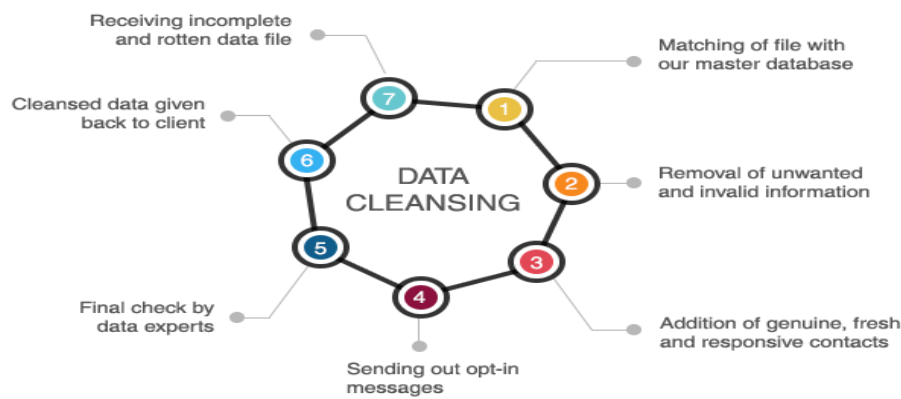 Receiving incomplete
and rotten data file
7
Matching of file with
our master database
1
Cleansed data given
back to client
6
DATA
CLEANSING
Removal of unwanted
and invalid information
2
5
Final check by
data experts
3
Addition of genuine, fresh
and responsive contacts
4
Sending out opt-in
messages